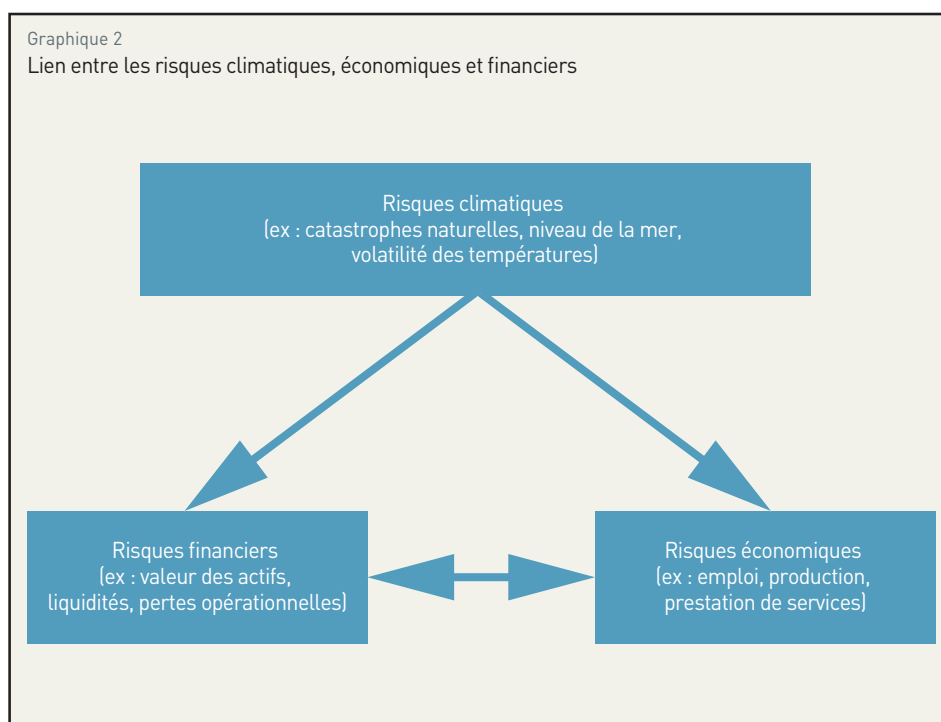 Graphique 2
Lien entre les risques climatiques, économiques et financiers
Risques climatiques
(ex : catastrophes naturelles, niveau de la mer,
volatilité des températures)
Risques financiers
(ex : valeur des actifs,
liquidités, pertes opérationnelles)
Risques économiques
(ex : emploi, production,
prestation de services)